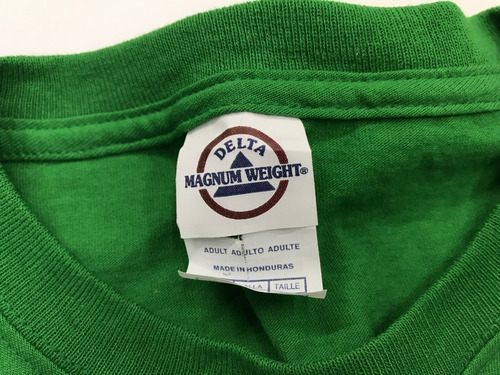 DELTA
MAGNUM WEIGHT®
ADULT ADULTO ADULTE
MADE IN HONDURAS
TAILLE